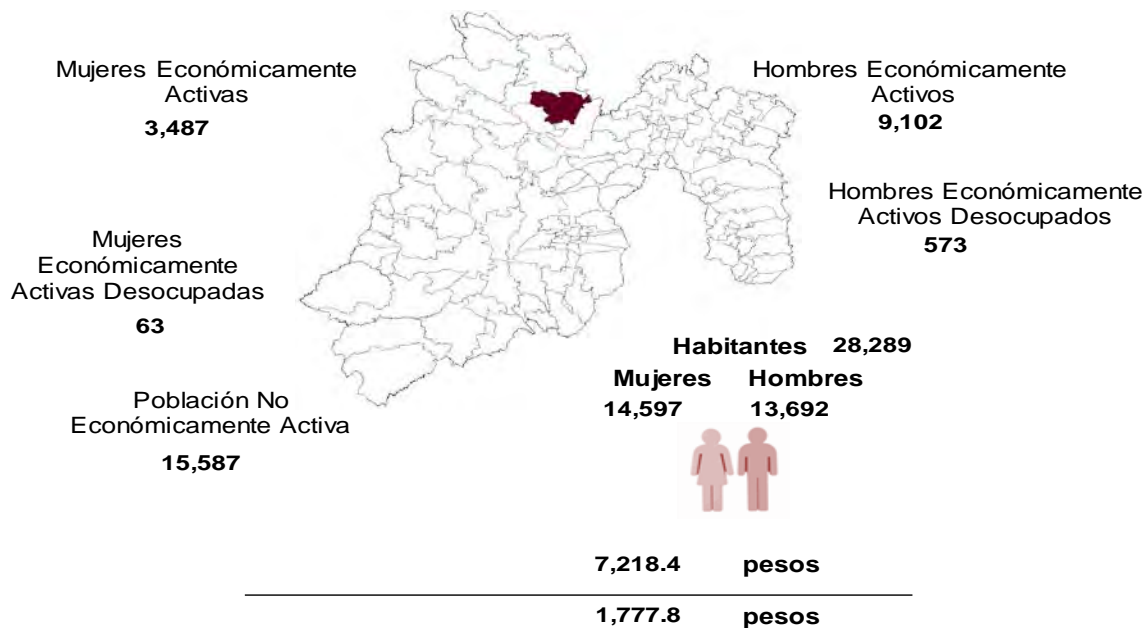 Mujeres Económicamente
Activas
3,487
Hombres Económicamente
Activos
9,102
Hombres Económicamente
Activos Desocupados
573
Mujeres
Económicamente
Activas Desocupadas
63
Población No
Económicamente Activa
15,587
Habitantes 28,289
Mujeres Hombres
14,597 13,692
7,218.4 pesos
1,777.8 pesos